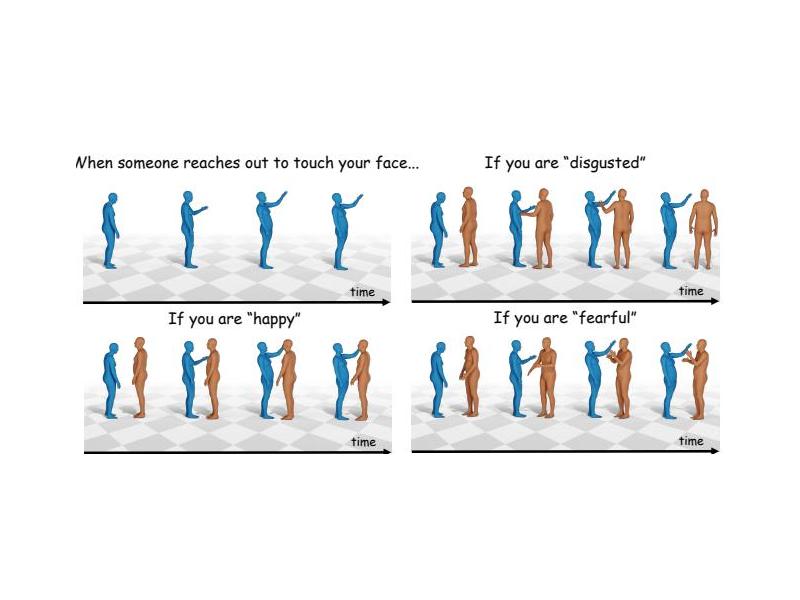 When someone reaches out to touch your face...
If you are “disgusted”
time
time
If you are “happy”
If you are “fearful”
time
time